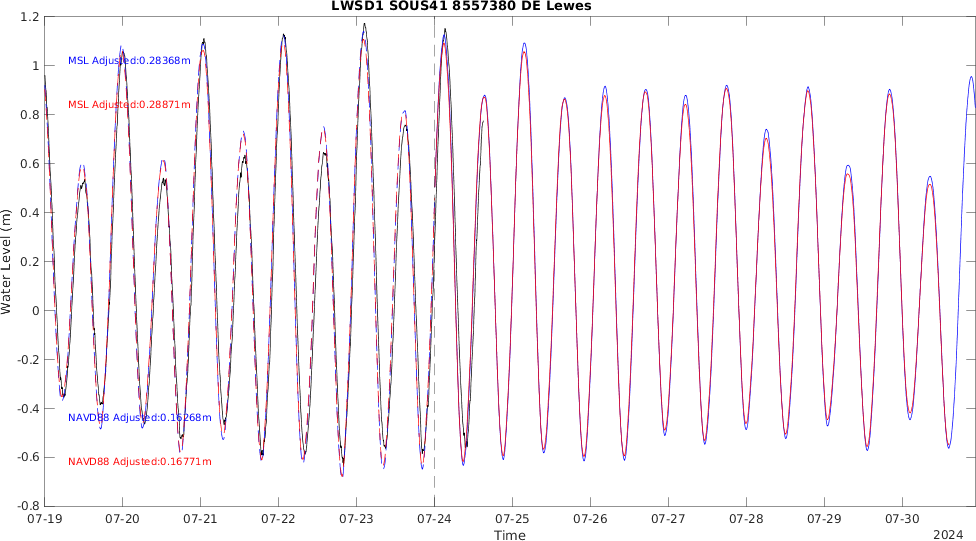 LWSD1 SOUS41 8557380 DE Lewes
1.2
1
0.8
0.6
0.4
0.2
0
-0.2
-0.4
-0.6
-0.8
Water Level (m)
MSL Adjusted:0.28368m
MSL Adjusted:0.28871m
NAVD88 Adjusted:0.16268m
NAVD88 Adjusted:0.16771m
07-19 07-20 07-21 07-22 07-23 07-24 07-25 07-26 07-27 07-28 07-29 07-30
Time
2024